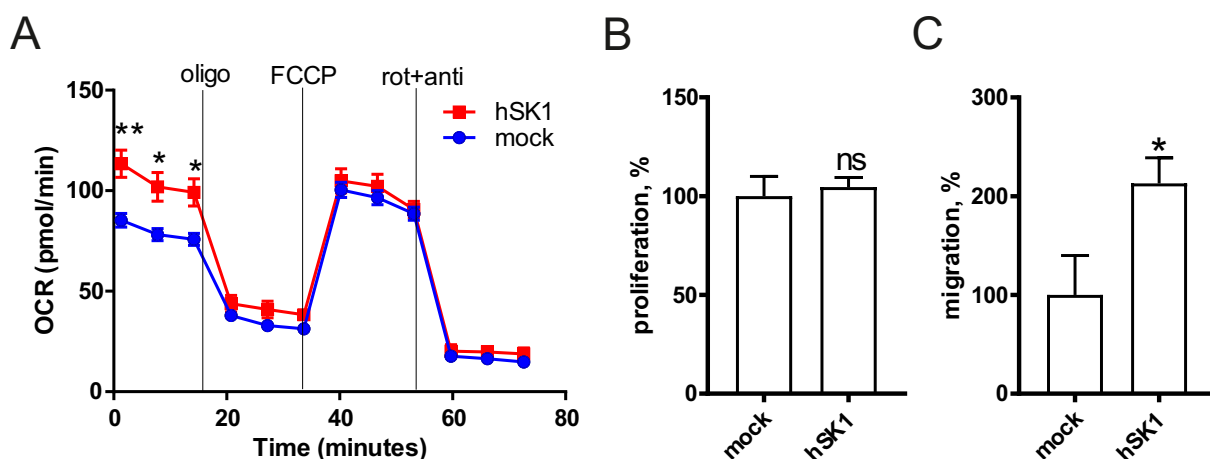 A
oligo
FCCP
rot+anti
hSK1
mock
**
*
*
150
100
50
0
OCR (pmol/min)
0
20
40
60
80
Time (minutes)
B
150
100
50
0
proliferation, %
ns
mock
hSK1
C
300
200
100
0
migration, %
*
mock
hSK1